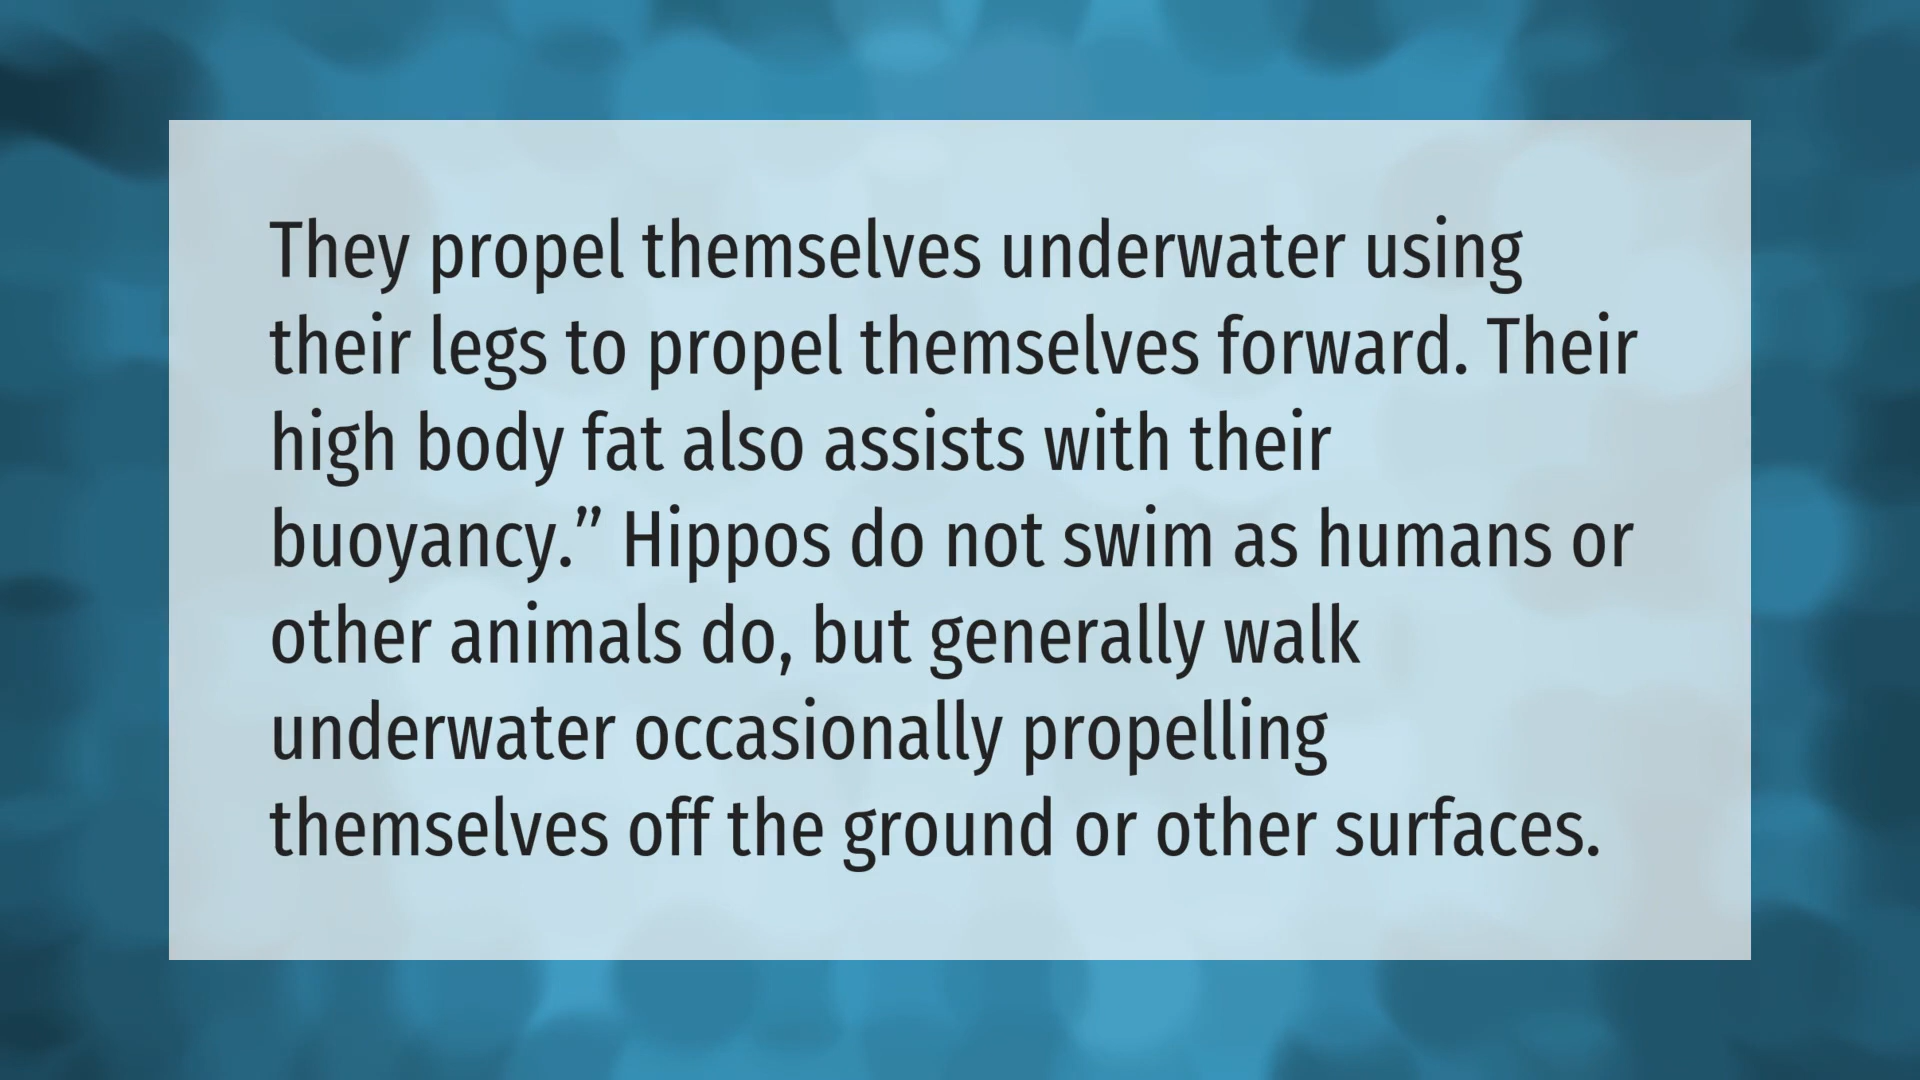 They propel themselves underwater using
their legs to propel themselves forward. Their
high body fat also assists with their
buoyancy.” Hippos do not swim as humans or
other animals do, but generally walk
underwater occasionally propelling
themselves off the ground or other surfaces.